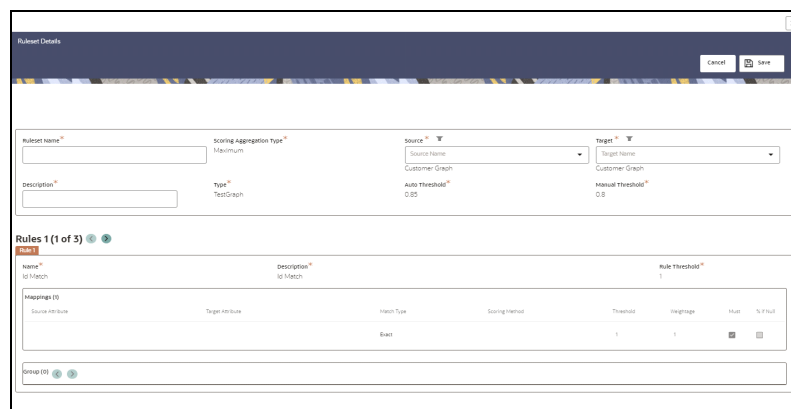 Ruleset Details
Cancel Save
Ruleset Name* Scoring Aggregation Type* Source* Target*
Maximum Source Name Target Name
Customer Graph Customer Graph
Description* Type* Auto Threshold* Manual Threshold*
TestGraph 0.85 0.8
Rules 1 (1 of 3)
Rule 1
Name* Description* Rule Threshold*
Id Match Id Match 1
Mappings (1)
Source Attribute Target Attribute Match Type Scoring Method Threshold Weightage Must % If Null
Exact 1 1
Group (0)